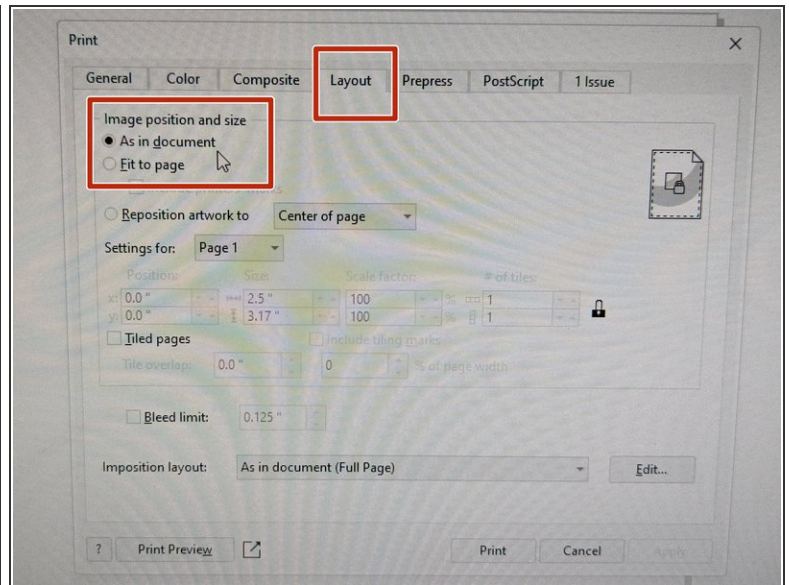 Print
General Color Composite Layout Prepress PostScript 1 Issue
Image position and size
As in document
Fit to page
Reposition artwork to Center of page
Settings for: Page 1
Position: Size: Scale factor: # of tiles:
x: 0.0 " 2.5 " 100 % 1
y: 0.0 " 3.17 " 100 % 1
Tiled pages Include tiling marks
Tile overlap: 0.0 " 0 % of page width
Bleed limit: 0.125 "
Imposition layout: As in document (Full Page) Edit...
? Print Preview Print Cancel Apply